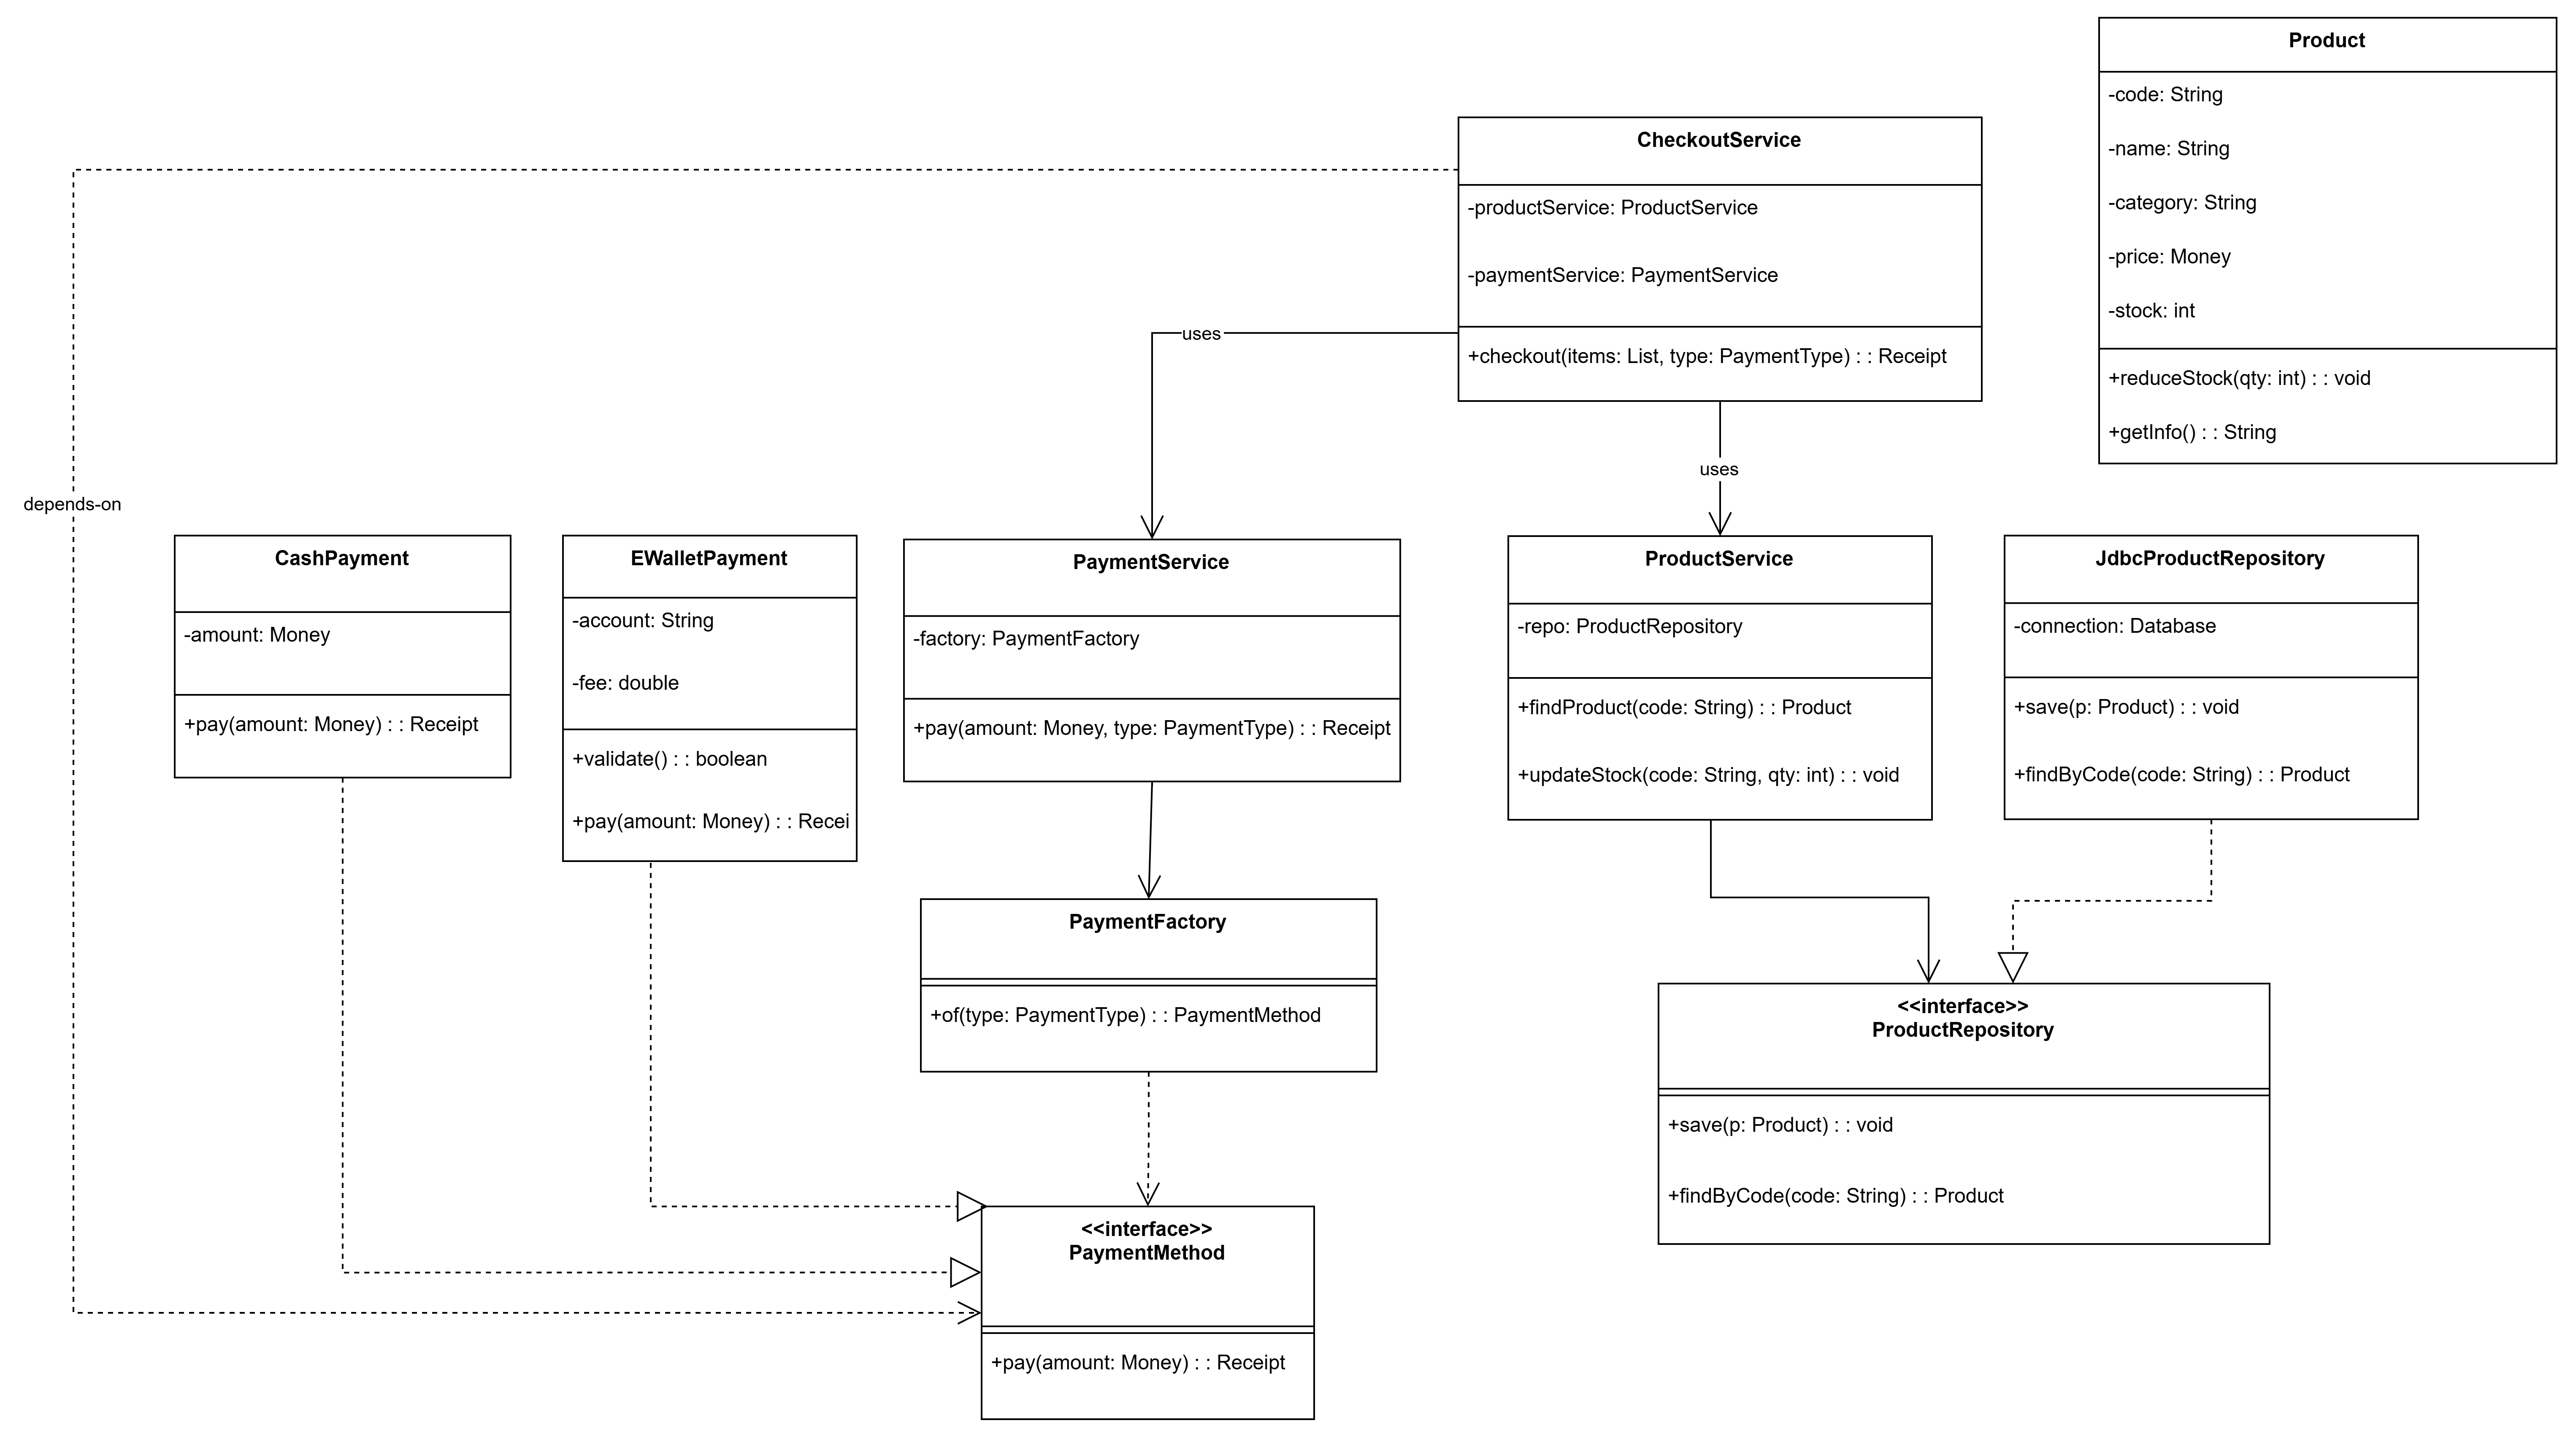 Product
-code: String
-name: String
-category: String
-price: Money
-stock: int
+reduceStock(qty: int) : : void
+getInfo() : : String
CheckoutService
-productService: ProductService
-paymentService: PaymentService
+checkout(items: List, type: PaymentType) : : Receipt
uses
uses
depends-on
CashPayment
-amount: Money
+pay(amount: Money) : : Receipt
EWalletPayment
-account: String
-fee: double
+validate() : : boolean
+pay(amount: Money) : : Recei
PaymentService
-factory: PaymentFactory
+pay(amount: Money, type: PaymentType) : : Receipt
ProductService
-repo: ProductRepository
+findProduct(code: String) : : Product
+updateStock(code: String, qty: int) : : void
JdbcProductRepository
-connection: Database
+save(p: Product) : : void
+findByCode(code: String) : : Product
PaymentFactory
+of(type: PaymentType) : : PaymentMethod
<<interface>>
ProductRepository
+save(p: Product) : : void
+findByCode(code: String) : : Product
<<interface>>
PaymentMethod
+pay(amount: Money) : : Receipt